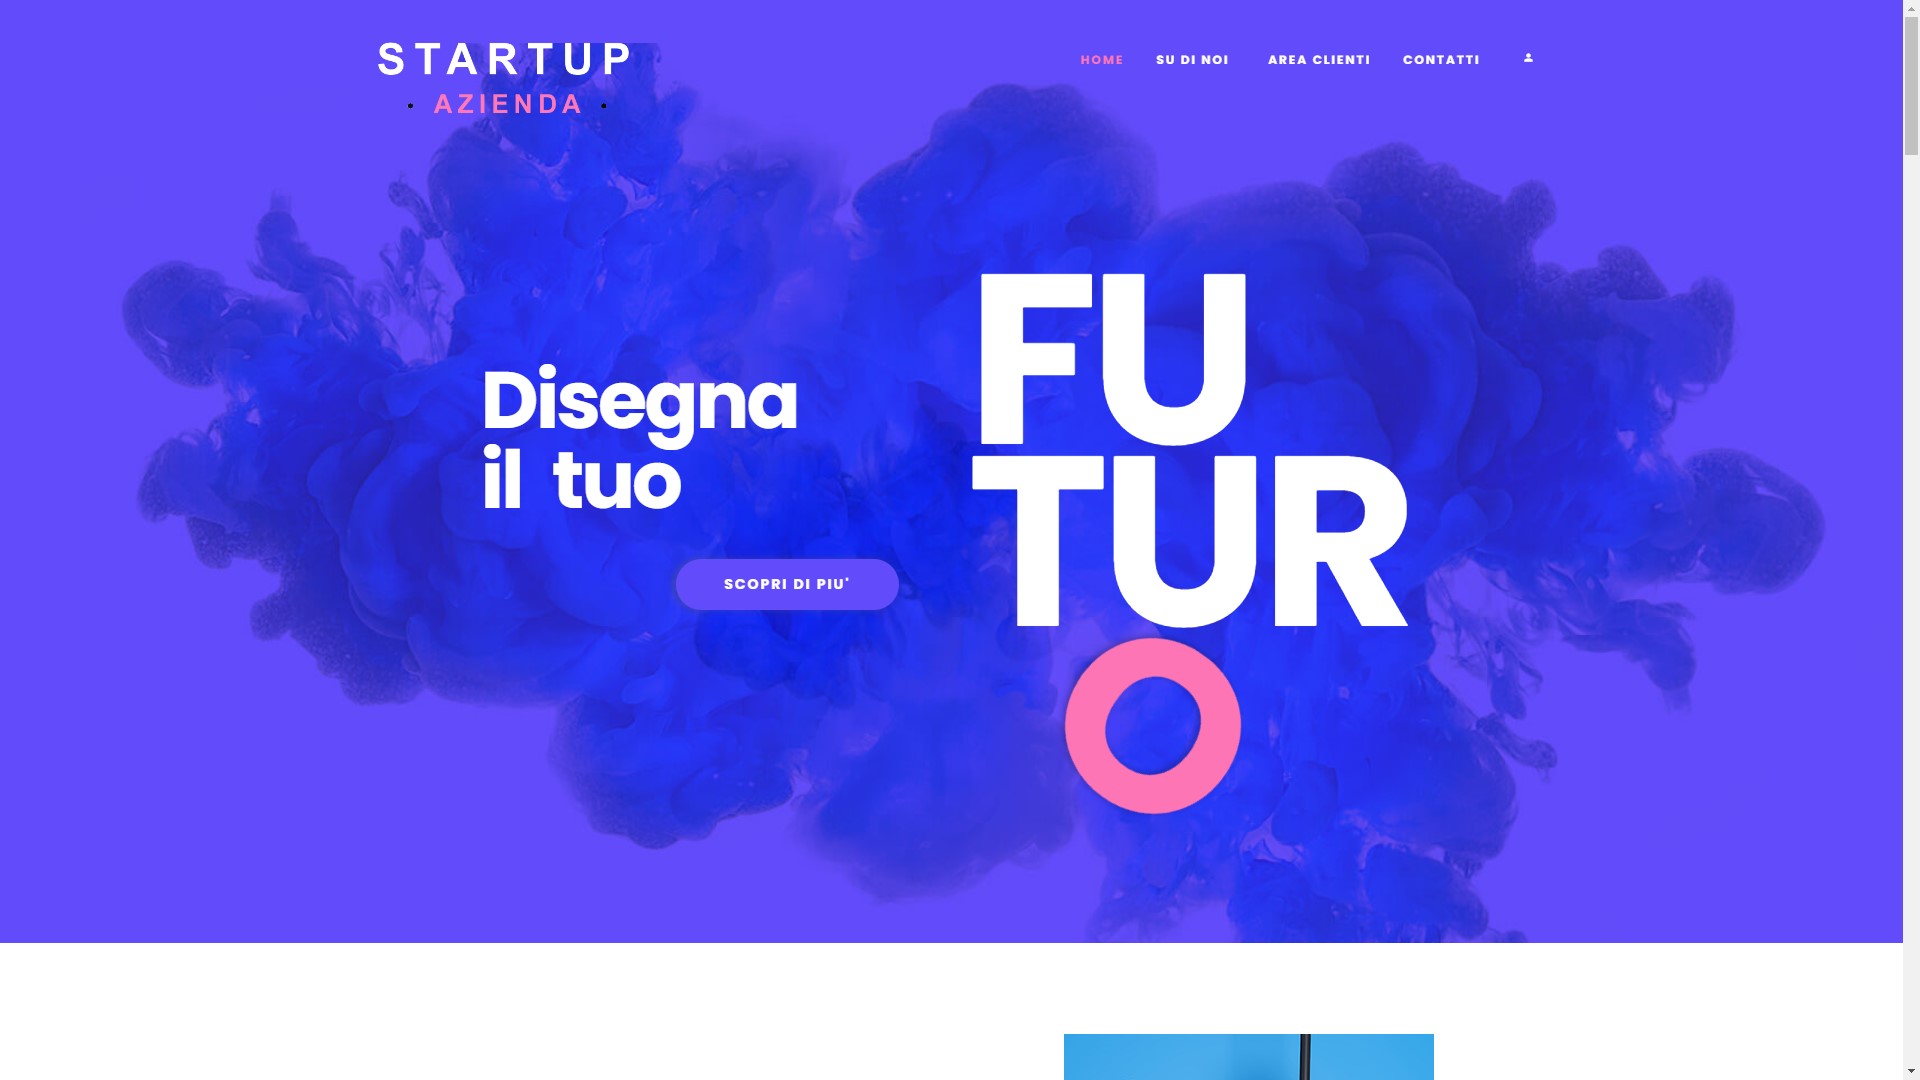 STARTUP
• AZIENDA •
HOME
SU DI NOI
AREA CLIENTI
CONTATTI
Disegna
il tuo
SCOPRI DI PIU'
FU
TUR
O